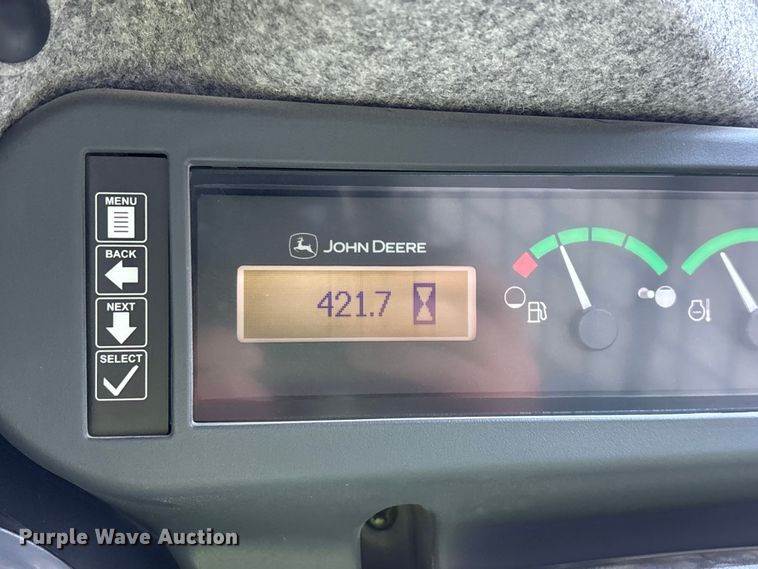 MENU
BACK
NEXT
SELECT
JOHN DEERE
421.7
Purple Wave Auction